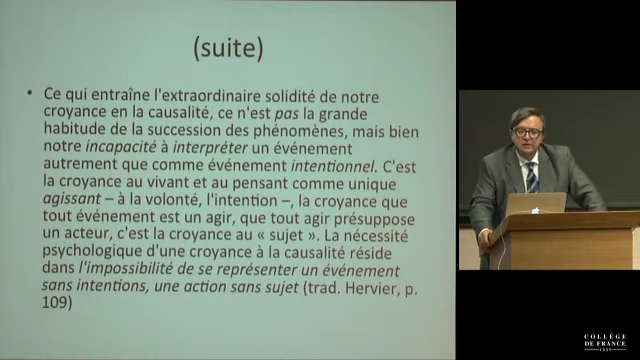 (suite)
• Ce qui entraîne l'extraordinaire solidité de notre
croyance en la causalité, ce n'est pas la grande
habitude de la succession des phénomènes, mais bien
notre incapacité à interpréter un événement
autrement que comme événement intentionnel. C'est
la croyance au vivant et au pensant comme unique
agissant – à la volonté, l'intention –, la croyance que
tout événement est un agir, que tout agir présuppose
un acteur, c'est la croyance au « sujet ». La nécessité
psychologique d'une croyance à la causalité réside
dans l'impossibilité de se représenter un événement
sans intentions, une action sans sujet (trad. Hervier, p.
109)
COLLÈGE
DE FRANCE
1530